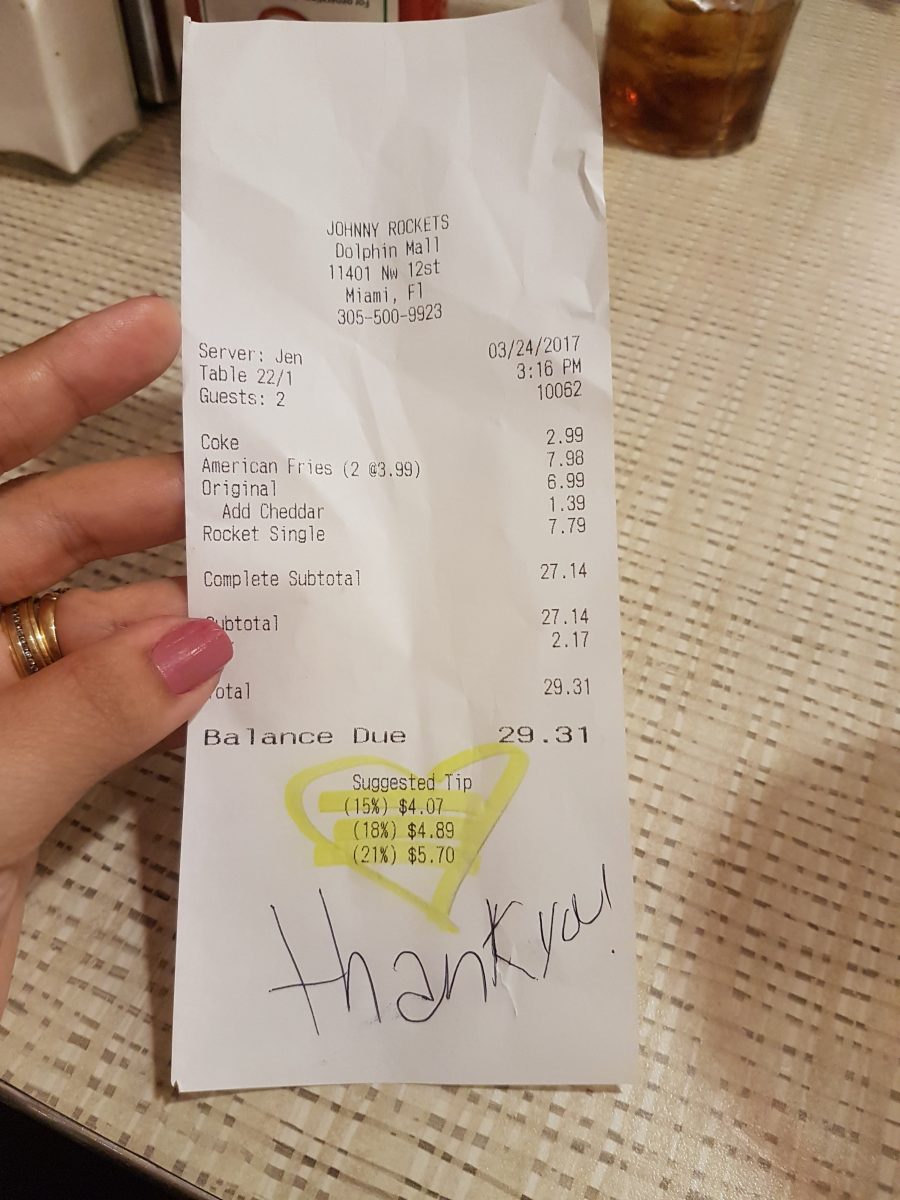 JOHNNY ROCKETS
Dolphin Mall
11401 Nw 12st
Miami, Fl
305-500-9923
Server: Jen 03/24/2017
Table 22/1 3:16 PM
Guests: 2 10062
Coke 2.99
American Fries (2 @3.99) 7.98
Original 6.99
Add Cheddar 1.39
Rocket Single 7.79
Complete Subtotal 27.14
ubtotal 27.14
2.17
otal 29.31
Balance Due 29.31
Suggested Tip
(15%) $4.07
(18%) $4.89
(21%) $5.70
thank you!